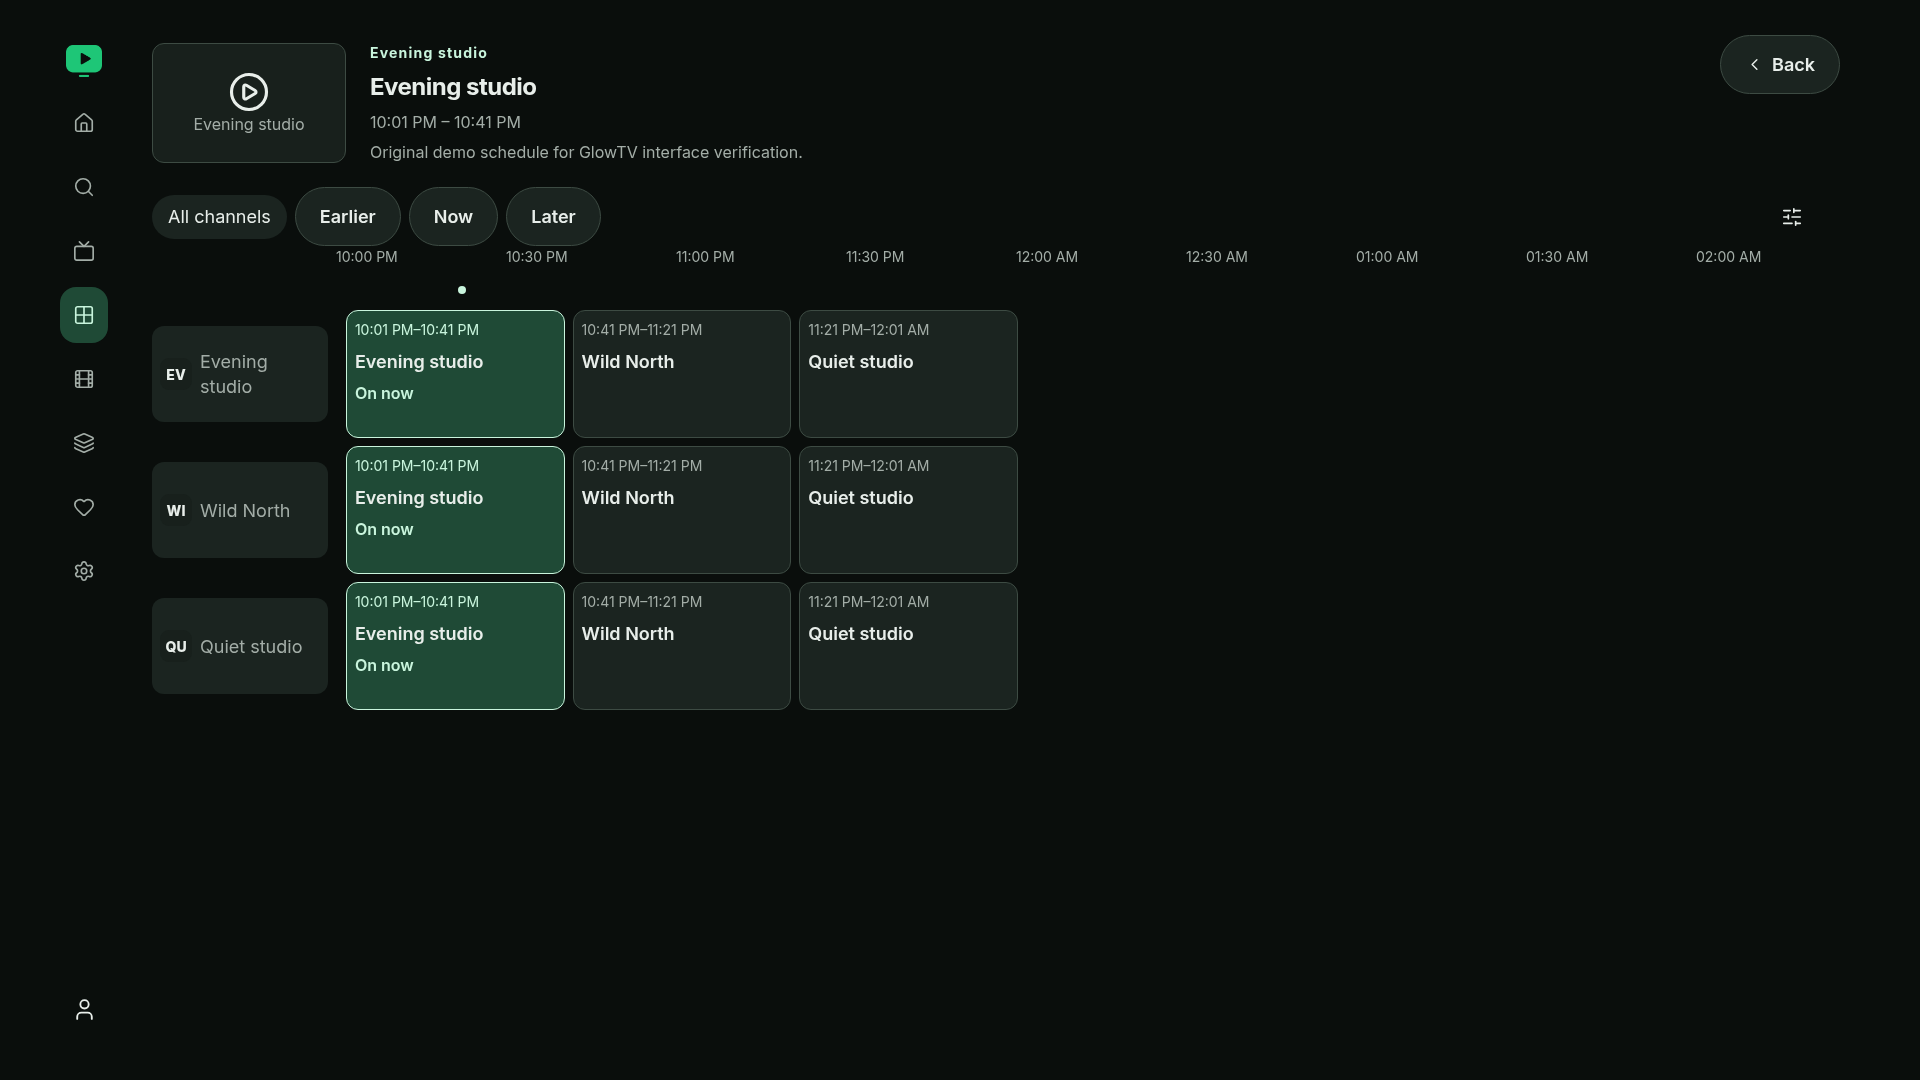 Evening studio
Evening studio
Evening studio
10:01 PM – 10:41 PM
Original demo schedule for GlowTV interface verification.
Back
All channels
Earlier
Now
Later
10:00 PM
10:30 PM
11:00 PM
11:30 PM
12:00 AM
12:30 AM
01:00 AM
01:30 AM
02:00 AM
EV
Evening
studio
10:01 PM–10:41 PM
Evening studio
On now
10:41 PM–11:21 PM
Wild North
11:21 PM–12:01 AM
Quiet studio
WI
Wild North
10:01 PM–10:41 PM
Evening studio
On now
10:41 PM–11:21 PM
Wild North
11:21 PM–12:01 AM
Quiet studio
QU
Quiet studio
10:01 PM–10:41 PM
Evening studio
On now
10:41 PM–11:21 PM
Wild North
11:21 PM–12:01 AM
Quiet studio